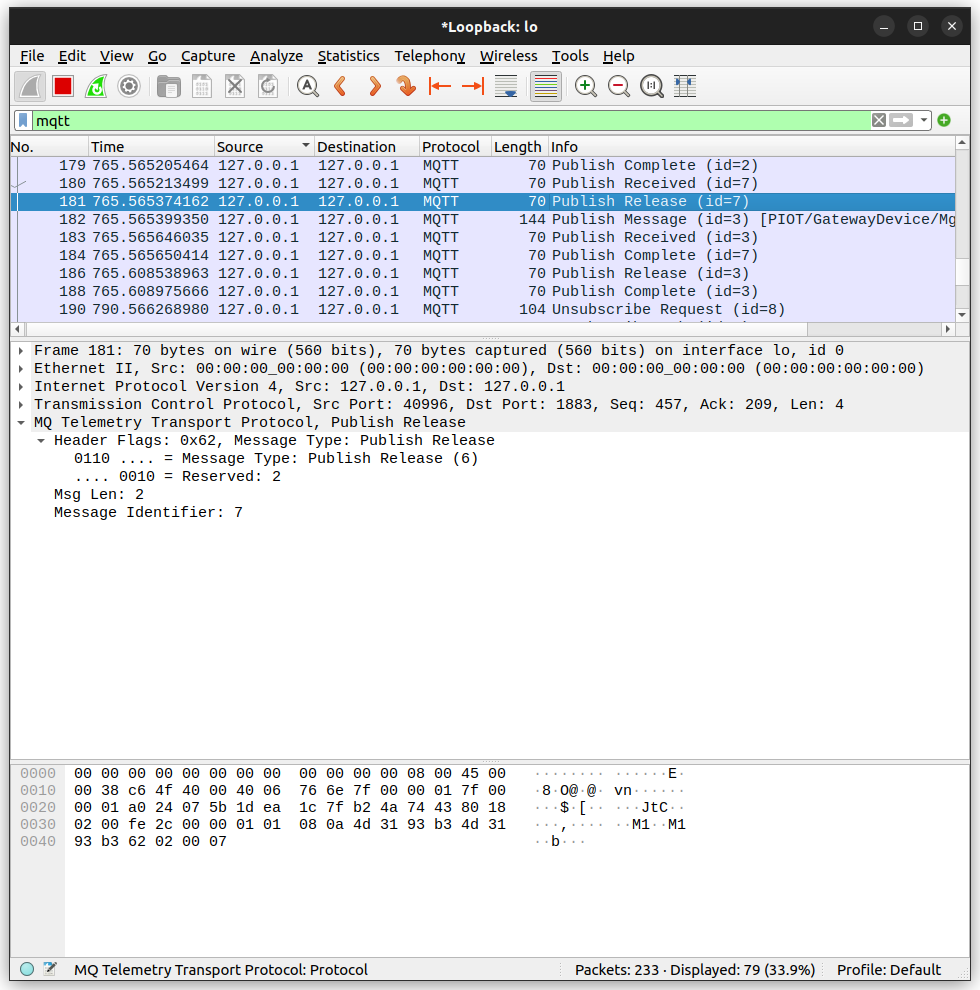 *Loopback: lo
File Edit View Go Capture Analyze Statistics Telephony Wireless Tools Help
mqtt
No. Time Source Destination Protocol Length Info
179 765.565205464 127.0.0.1 127.0.0.1 MQTT 70 Publish Complete (id=2)
180 765.565213499 127.0.0.1 127.0.0.1 MQTT 70 Publish Received (id=7)
181 765.565374162 127.0.0.1 127.0.0.1 MQTT 70 Publish Release (id=7)
182 765.565399350 127.0.0.1 127.0.0.1 MQTT 144 Publish Message (id=3) [PIOT/GatewayDevice/Mg
183 765.565646035 127.0.0.1 127.0.0.1 MQTT 70 Publish Received (id=3)
184 765.565650414 127.0.0.1 127.0.0.1 MQTT 70 Publish Complete (id=7)
186 765.608538963 127.0.0.1 127.0.0.1 MQTT 70 Publish Release (id=3)
188 765.608975666 127.0.0.1 127.0.0.1 MQTT 70 Publish Complete (id=3)
190 790.566268980 127.0.0.1 127.0.0.1 MQTT 104 Unsubscribe Request (id=8)
Frame 181: 70 bytes on wire (560 bits), 70 bytes captured (560 bits) on interface lo, id 0
Ethernet II, Src: 00:00:00_00:00:00 (00:00:00:00:00:00), Dst: 00:00:00_00:00:00 (00:00:00:00:00:00)
Internet Protocol Version 4, Src: 127.0.0.1, Dst: 127.0.0.1
Transmission Control Protocol, Src Port: 40996, Dst Port: 1883, Seq: 457, Ack: 209, Len: 4
MQ Telemetry Transport Protocol, Publish Release
Header Flags: 0x62, Message Type: Publish Release
0110 .... = Message Type: Publish Release (6)
.... 0010 = Reserved: 2
Msg Len: 2
Message Identifier: 7
0000 00 00 00 00 00 00 00 00 00 00 00 00 08 00 45 00 ········ ······E·
0010 00 38 c6 4f 40 00 40 06 76 6e 7f 00 00 01 7f 00 ·8·O@·@· vn······
0020 00 01 a0 24 07 5b 1d ea 1c 7f b2 4a 74 43 80 18 ···$·[·· ···JtC··
0030 02 00 fe 2c 00 00 01 01 08 0a 4d 31 93 b3 4d 31 ···,···· ··M1··M1
0040 93 b3 62 02 00 07 ··b···
MQ Telemetry Transport Protocol: Protocol Packets: 233 · Displayed: 79 (33.9%) Profile: Default